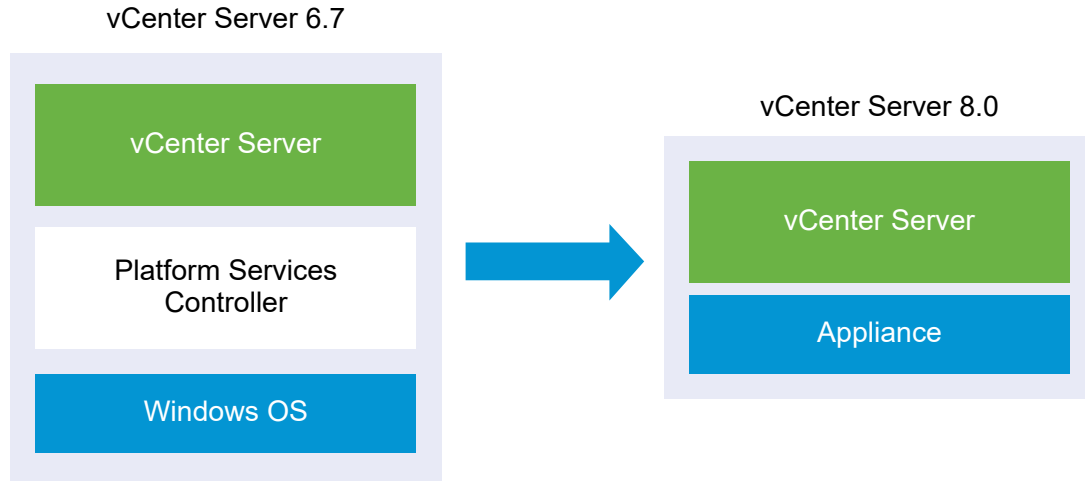 vCenter Server 6.7
vCenter Server
Platform Services
Controller
Windows OS
vCenter Server 8.0
vCenter Server
Appliance